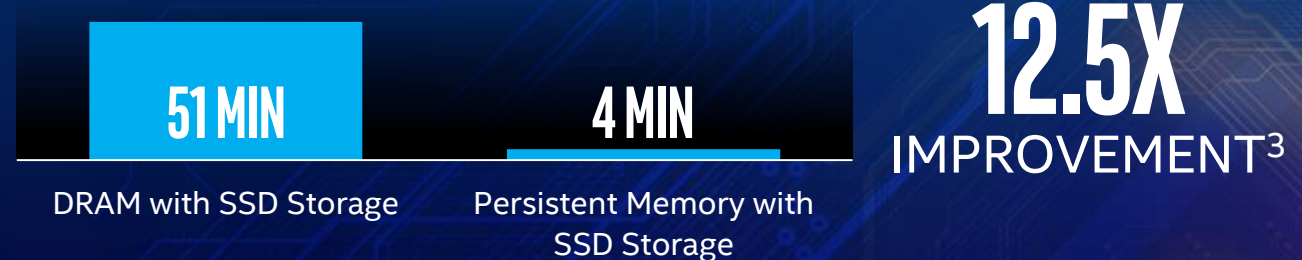 51 MIN
4 MIN
DRAM with SSD Storage
Persistent Memory with
SSD Storage
12.5X
IMPROVEMENT³